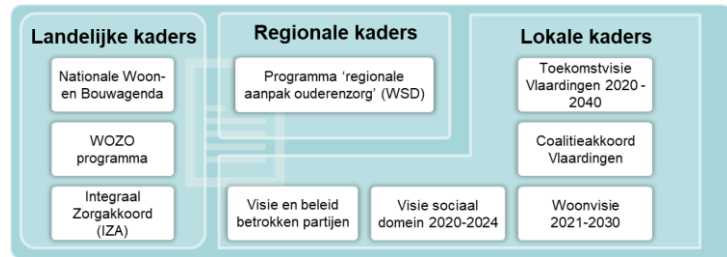 Landelijke kaders
Nationale Woon-
en Bouwagenda
WOZO
programma
Integraal
Zorgakkoord
(IZA)
Regionale kaders
Programma ‘regionale
aanpak ouderenzorg’ (WSD)
Lokale kaders
Toekomstvisie
Vlaardingen 2020 -
2040
Coalitieakkoord
Vlaardingen
Visie en beleid
betrokken partijen
Visie sociaal
domein 2020-2024
Woonvisie
2021-2030